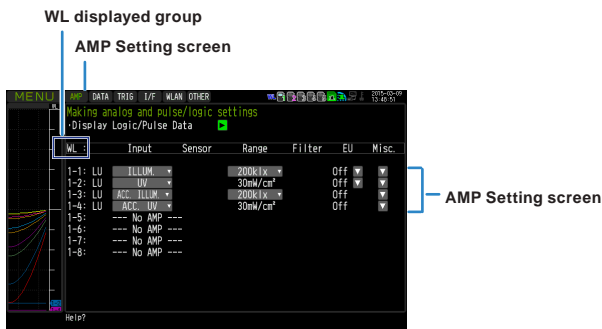 WL displayed group
AMP Setting screen
MENU AMP DATA TRIG I/F WLAN OTHER 2015-03-09
13:40:51
Making analog and pulse/logic settings
·Display Logic/Pulse Data
WL : Input Sensor Range Filter EU Misc.
1-1: LU ILLUM. 200klx Off
1-2: LU UV 30mW/cm² Off
1-3: LU ACC. ILLUM. 200klx Off
1-4: LU ACC. UV 30mW/cm² Off
1-5: --- No AMP ---
1-6: --- No AMP ---
1-7: --- No AMP ---
1-8: --- No AMP ---
AMP Setting screen
Help?